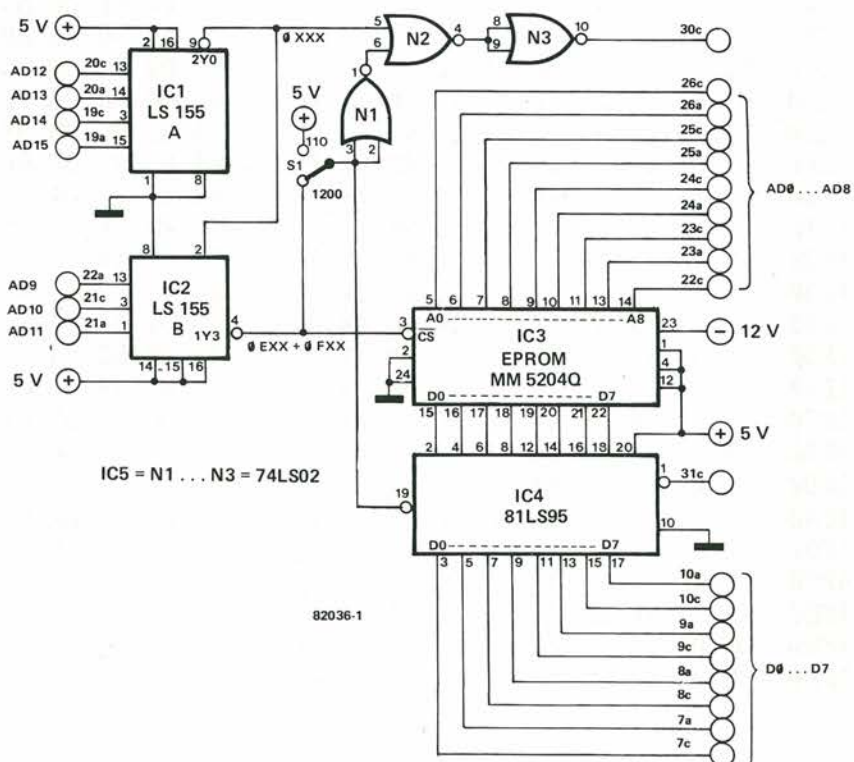 5 V +
2 16 9 2Y0
Ø XXX
AD12 20c 13
AD13 20a 14
AD14 19c 3
AD15 19a 15
IC1
LS 155
A
1 8
5 6 N2 4
8 9 N3 10
30c
1 N1 3 2
5 V
+
110
S1
1200
8 2
AD9 22a 13
AD10 21c 3
AD11 21a 1
IC2
LS 155
B
1Y3 4
14 15 16
5 V +
Ø EXX + Ø FXX
26c
26a
25c
25a
24c
24a
23c
23a
22c
AD0 ... AD8
5 6 7 8 9 10 11 13 14
A0 A8
3 CS
2
24
IC3
EPROM
MM 5204Q
23
1
4
12
− 12 V
D0 D7
15 16 17 18 19 20 21 22
+ 5 V
2 4 6 8 12 14 16 18 20
19
IC4
81LS95
1 31c
10
D0 D7
3 5 7 9 11 13 15 17
IC5 = N1 ... N3 = 74LS02
82036-1
10a
10c
9a
9c
8a
8c
7a
7c
DØ ... D7